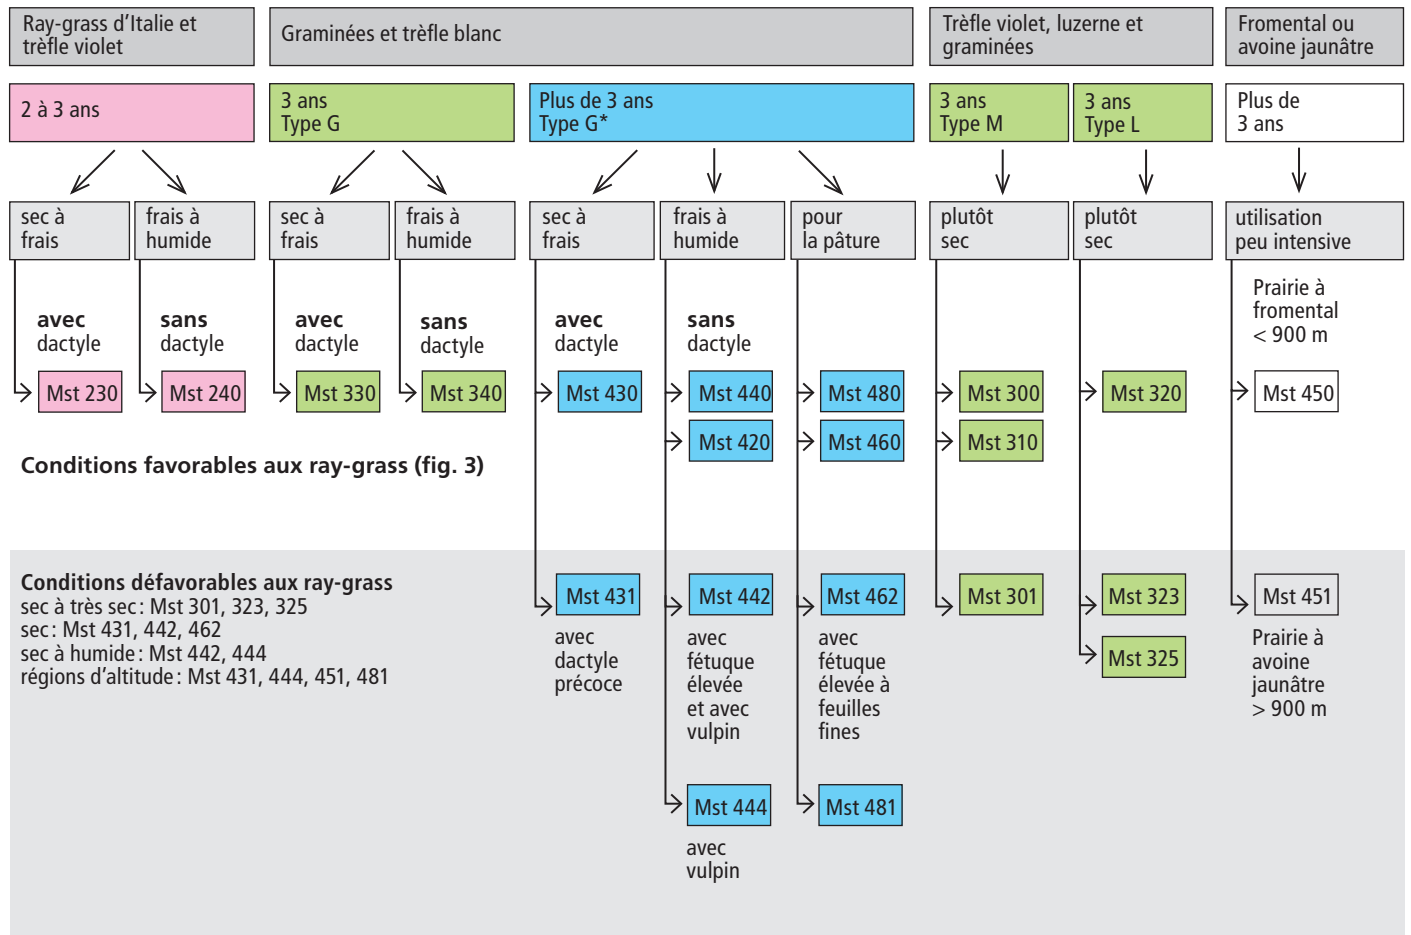 Ray-grass d'Italie et
trèfle violet
Graminées et trèfle blanc
Trèfle violet, luzerne et
graminées
Fromental ou
avoine jaunâtre
2 à 3 ans
3 ans
Type G
Plus de 3 ans
Type G*
3 ans
Type M
3 ans
Type L
Plus de
3 ans
sec à
frais
frais à
humide
sec à
frais
frais à
humide
sec à
frais
frais à
humide
pour
la pâture
plutôt
sec
plutôt
sec
utilisation
peu intensive
avec
dactyle
sans
dactyle
avec
dactyle
sans
dactyle
avec
dactyle
sans
dactyle
Prairie à
fromental
< 900 m
Mst 230
Mst 240
Mst 330
Mst 340
Mst 430
Mst 440
Mst 480
Mst 300
Mst 320
Mst 450
Mst 420
Mst 460
Mst 310
Conditions favorables aux ray-grass (fig. 3)
Conditions défavorables aux ray-grass
sec à très sec : Mst 301, 323, 325
sec : Mst 431, 442, 462
sec à humide : Mst 442, 444
régions d'altitude : Mst 431, 444, 451, 481
Mst 431
avec
dactyle
précoce
Mst 442
avec
fétuque
élevée
et avec
vulpin
Mst 462
avec
fétuque
élevée à
feuilles
fines
Mst 301
Mst 323
Mst 325
Mst 451
Prairie à
avoine
jaunâtre
> 900 m
Mst 444
avec
vulpin
Mst 481